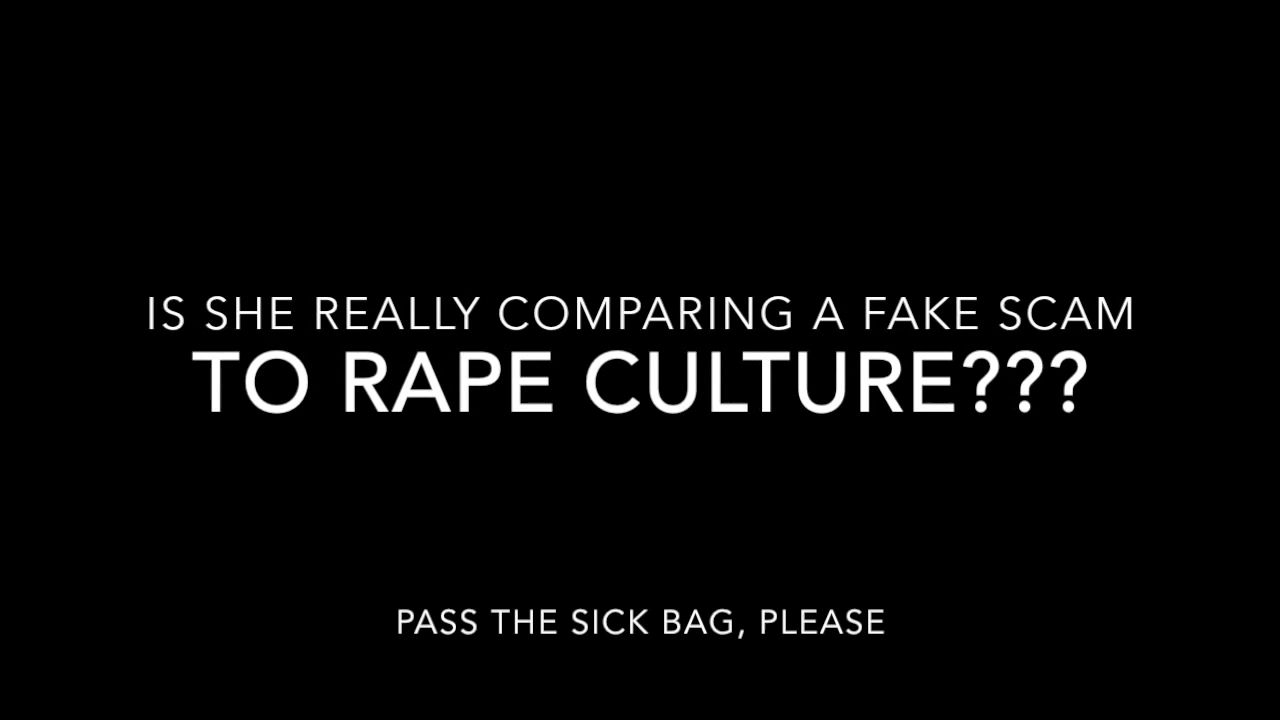 IS SHE REALLY COMPARING A FAKE SCAM
TO RAPE CULTURE???
PASS THE SICK BAG, PLEASE